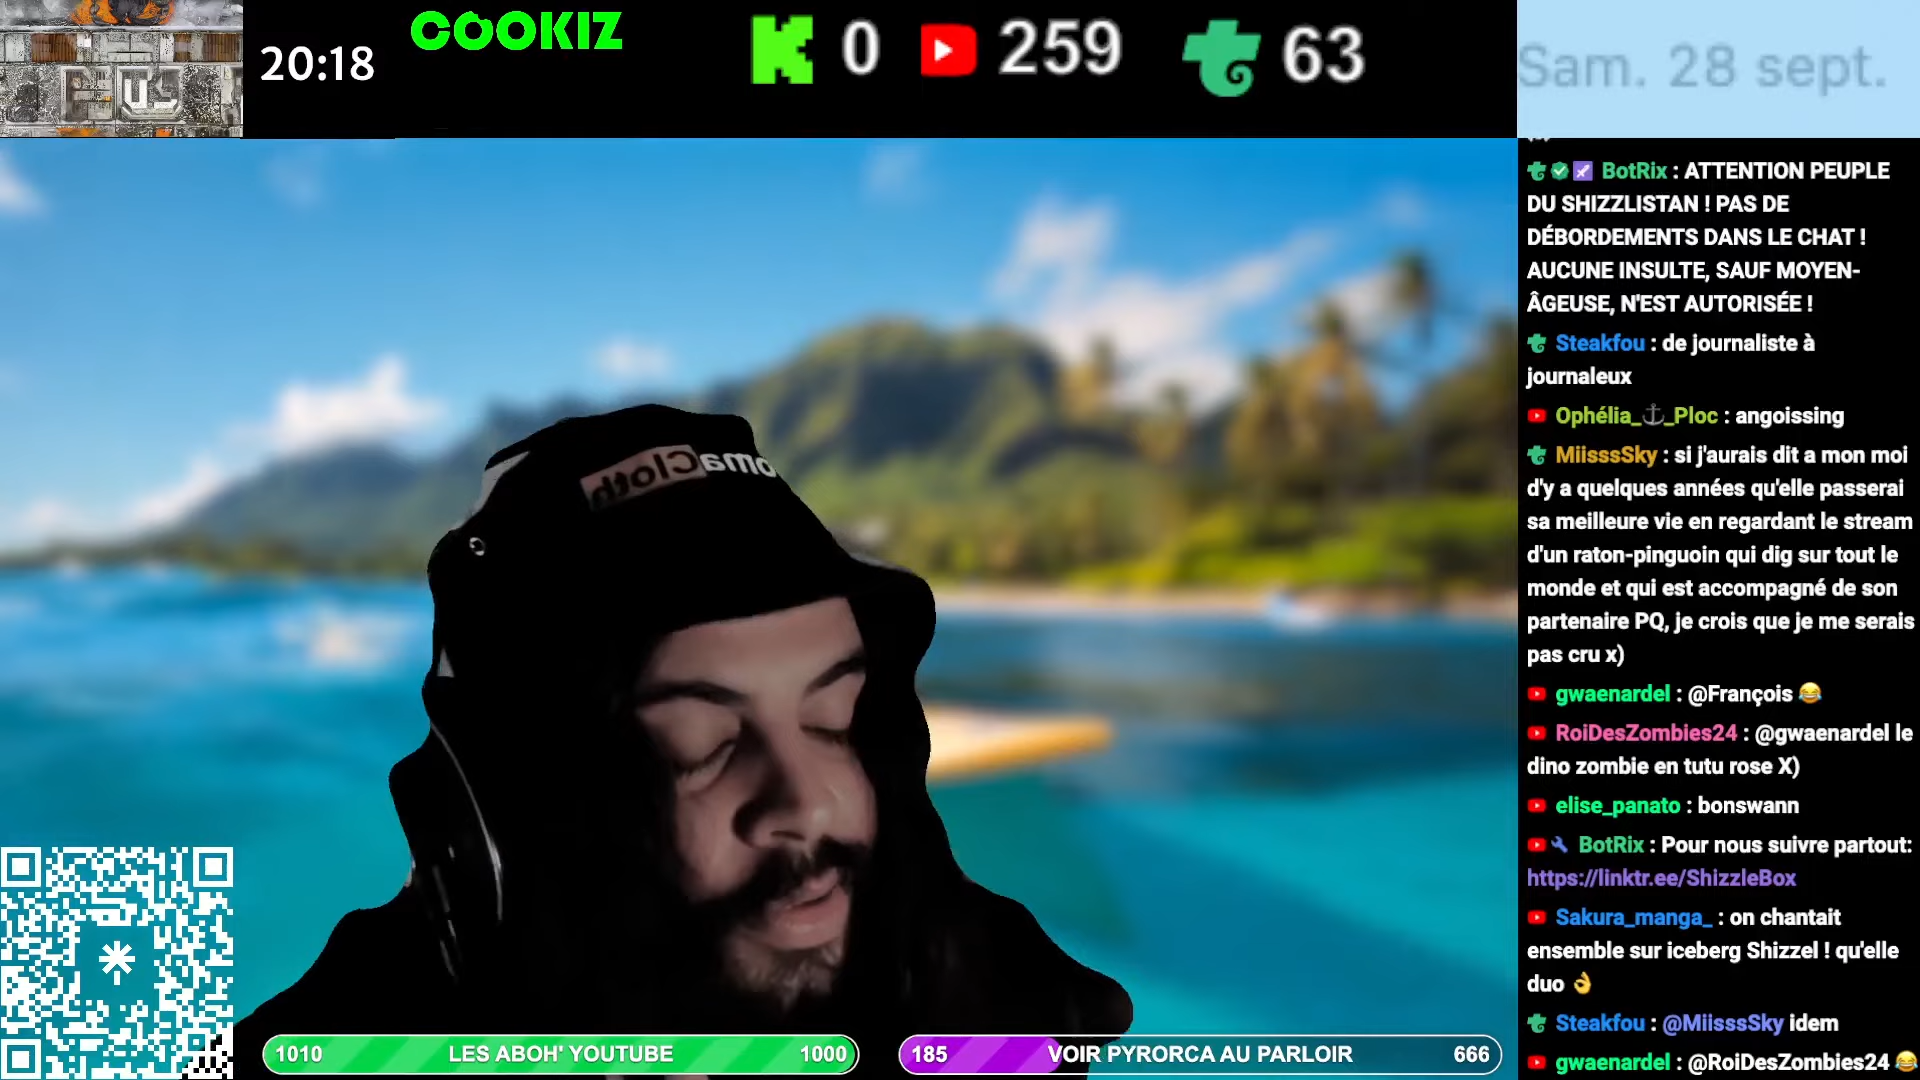 20:18
COOKIZ
0
259
63
Sam. 28 sept.
BotRix : ATTENTION PEUPLE
DU SHIZZLISTAN ! PAS DE
DÉBORDEMENTS DANS LE CHAT !
AUCUNE INSULTE, SAUF MOYEN-
ÂGEUSE, N'EST AUTORISÉE !
Steakfou : de journaliste à
journaleux
Ophélia_⚓_Ploc : angoissing
MiisssSky : si j'aurais dit a mon moi
d'y a quelques années qu'elle passerai
sa meilleure vie en regardant le stream
d'un raton-pinguoin qui dig sur tout le
monde et qui est accompagné de son
partenaire PQ, je crois que je me serais
pas cru x)
gwaenardel : @François 😂
RoiDesZombies24 : @gwaenardel le
dino zombie en tutu rose X)
elise_panato : bonswann
BotRix : Pour nous suivre partout:
https://linktr.ee/ShizzleBox
Sakura_manga_ : on chantait
ensemble sur iceberg Shizzel ! qu'elle
duo 👌
Steakfou : @MiisssSky idem
gwaenardel : @RoiDesZombies24 😂
omaCloth
1010 LES ABOH' YOUTUBE 1000
185 VOIR PYRORCA AU PARLOIR 666